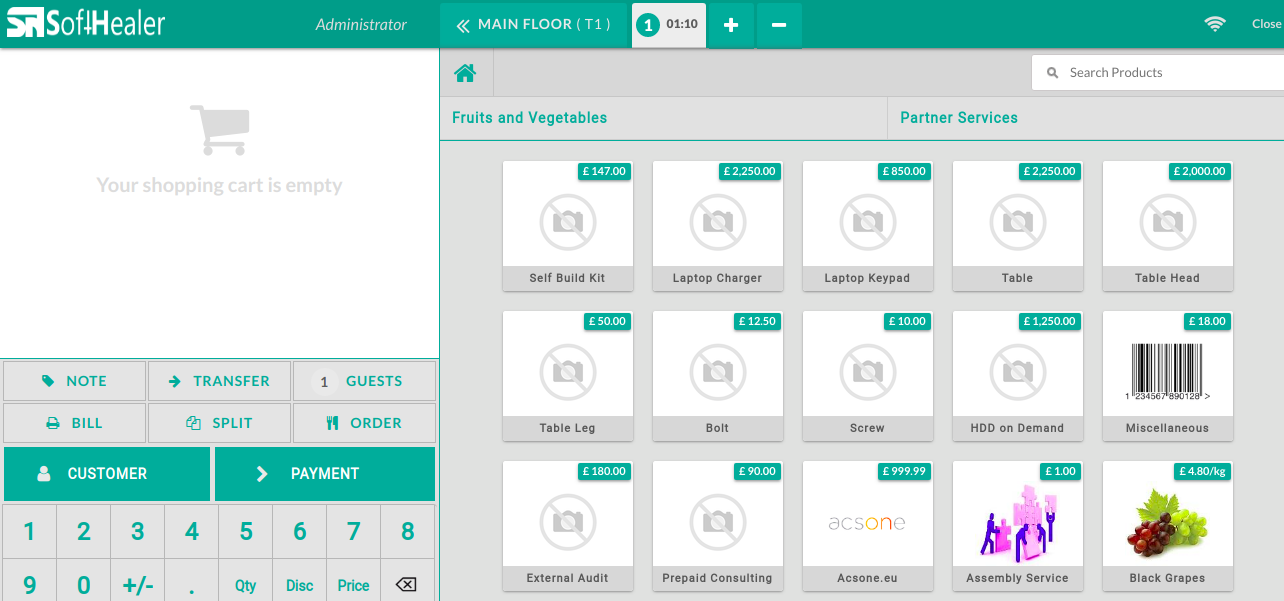 SoftHealer
Administrator
MAIN FLOOR ( T1 )
1 01:10
+
−
Close
Your shopping cart is empty
Search Products
Fruits and Vegetables
Partner Services
£ 147.00
Self Build Kit
£ 2,250.00
Laptop Charger
£ 850.00
Laptop Keypad
£ 2,250.00
Table
£ 2,000.00
Table Head
£ 50.00
Table Leg
£ 12.50
Bolt
£ 10.00
Screw
£ 1,250.00
HDD on Demand
£ 18.00
1 234567 890128 >
Miscellaneous
£ 180.00
External Audit
£ 90.00
Prepaid Consulting
£ 999.99
acsone
Acsone.eu
£ 1.00
Assembly Service
£ 4.80/kg
Black Grapes
NOTE
TRANSFER
1 GUESTS
BILL
SPLIT
ORDER
CUSTOMER
PAYMENT
1 2 3 4 5 6 7 8
9 0 +/- . Qty Disc Price